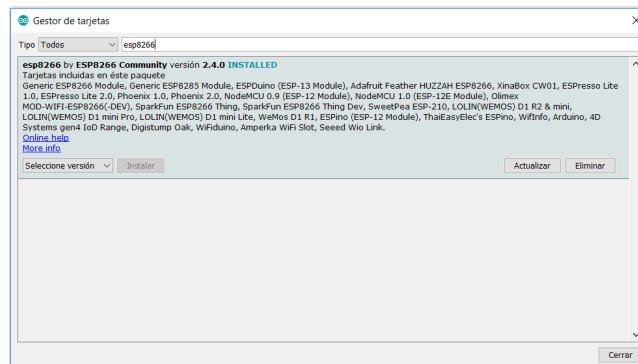 Gestor de tarjetas
Tipo Todos esp8266
esp8266 by ESP8266 Community versión 2.4.0 INSTALLED
Tarjetas incluidas en éste paquete
Generic ESP8266 Module, Generic ESP8285 Module, ESPDuino (ESP-13 Module), Adafruit Feather HUZZAH ESP8266, XinaBox CW01, ESPresso Lite
1.0, ESPresso Lite 2.0, Phoenix 1.0, Phoenix 2.0, NodeMCU 0.9 (ESP-12 Module), NodeMCU 1.0 (ESP-12E Module), Olimex
MOD-WIFI-ESP8266(-DEV), SparkFun ESP8266 Thing, SparkFun ESP8266 Thing Dev, SweetPea ESP-210, LOLIN(WEMOS) D1 R2 & mini,
LOLIN(WEMOS) D1 mini Pro, LOLIN(WEMOS) D1 mini Lite, WeMos D1 R1, ESPino (ESP-12 Module), ThaiEasyElec's ESPino, WifInfo, Arduino, 4D
Systems gen4 IoD Range, Digistump Oak, WiFiduino, Amperka WiFi Slot, Seeed Wio Link.
Online help
More info
Seleccione versión Instalar Actualizar Eliminar
Cerrar